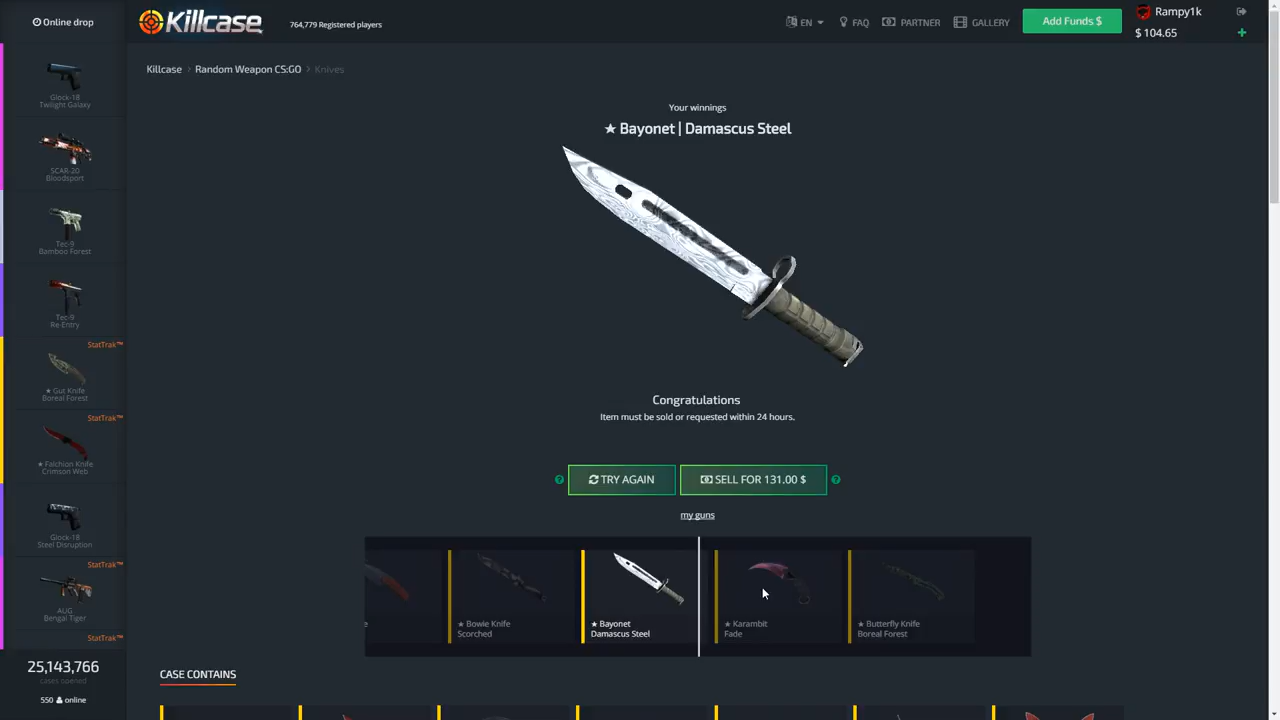 Online drop
Killcase
764,779 Registered players
EN
FAQ
PARTNER
GALLERY
Add Funds $
Rampy1k
$ 104.65
Glock-18
Twilight Galaxy
SCAR-20
Bloodsport
Tec-9
Bamboo Forest
Tec-9
Re-Entry
StatTrak™
★ Gut Knife
Boreal Forest
StatTrak™
★ Falchion Knife
Crimson Web
Glock-18
Steel Disruption
StatTrak™
AUG
Bengal Tiger
StatTrak™
25,143,766
cases opened
550 online
Killcase > Random Weapon CS:GO > Knives
Your winnings
★ Bayonet | Damascus Steel
Congratulations
Item must be sold or requested within 24 hours.
? TRY AGAIN
SELL FOR 131.00 $ ?
my guns
e
★ Bowie Knife
Scorched
★ Bayonet
Damascus Steel
★ Karambit
Fade
★ Butterfly Knife
Boreal Forest
CASE CONTAINS